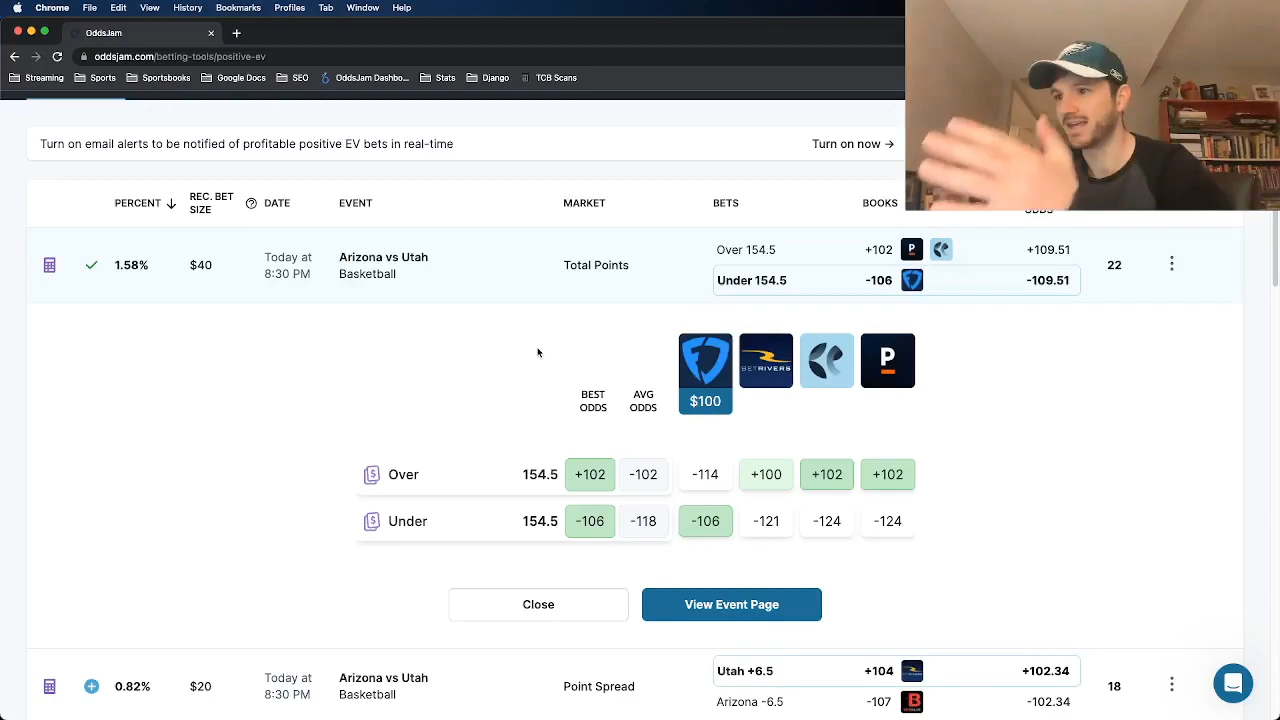 Chrome File Edit View History Bookmarks Profiles Tab Window Help
OddsJam
oddsjam.com/betting-tools/positive-ev
Streaming Sports Sportsbooks Google Docs SEO OddsJam Dashbo... Stats Django TCB Scans
Turn on email alerts to be notified of profitable positive EV bets in real-time Turn on now →
PERCENT ↓ REC. BET SIZE DATE EVENT MARKET BETS BOOKS
1.58% $40 Today at 8:30 PM Arizona vs Utah Basketball Total Points
Over 154.5 +102 P +109.51
Under 154.5 -106 -109.51
22
BETRIVERS P
$100
BEST ODDS AVG ODDS
Over 154.5 +102 -102 -114 +100 +102 +102
Under 154.5 -106 -118 -106 -121 -124 -124
Close View Event Page
0.82% $20 Today at 8:30 PM Arizona vs Utah Basketball Point Spread
Utah +6.5 +104 +102.34
Arizona -6.5 -107 B -102.34
18